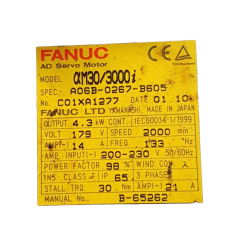 FANUC
AC Servo Motor
MODEL αM30/3000i
SPEC. A06B-0267-B605
No. C01XA1277 DATE 01.10
FANUC LTD YAMANASHI MADE IN JAPAN
OUTPUT 4.3 kW CONT. IEC60034-1/1999
VOLT 179 V SPEED 2000 min⁻¹
AMP(~) 14 A FREQ. 133 Hz
AMP. INPUT 200-230 V 50/60Hz
POWER FACTOR 98 % WIND.CON.
INS. CLASS F IP 65 3 PHASES
STALL TRQ. 30 Nm AMP(~) 21 A
MANUAL No. B-65262